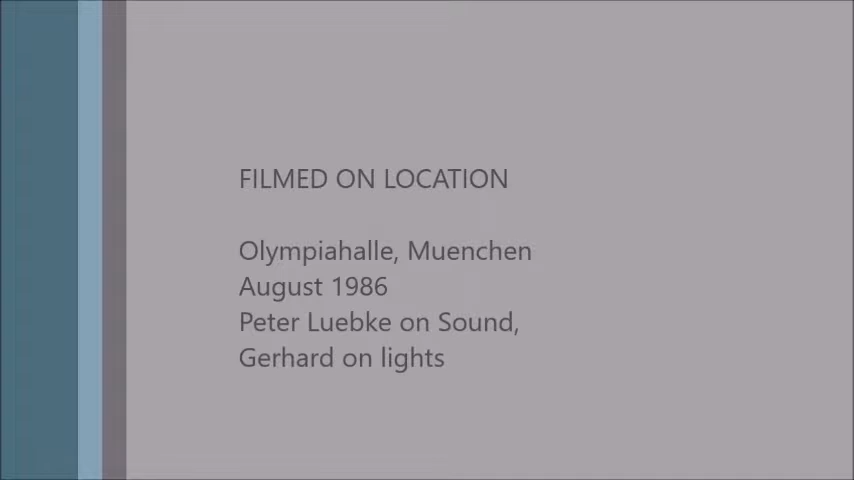 FILMED ON LOCATION
Olympiahalle, Muenchen
August 1986
Peter Luebke on Sound,
Gerhard on lights